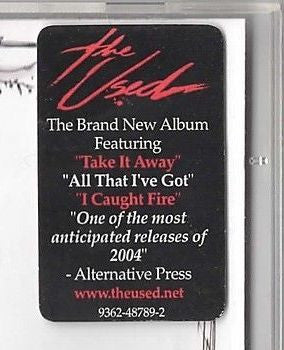 the
Used
The Brand New Album
Featuring
"Take It Away"
"All That I've Got"
"I Caught Fire"
"One of the most
anticipated releases of
2004"
- Alternative Press
www.theused.net
9362-48789-2